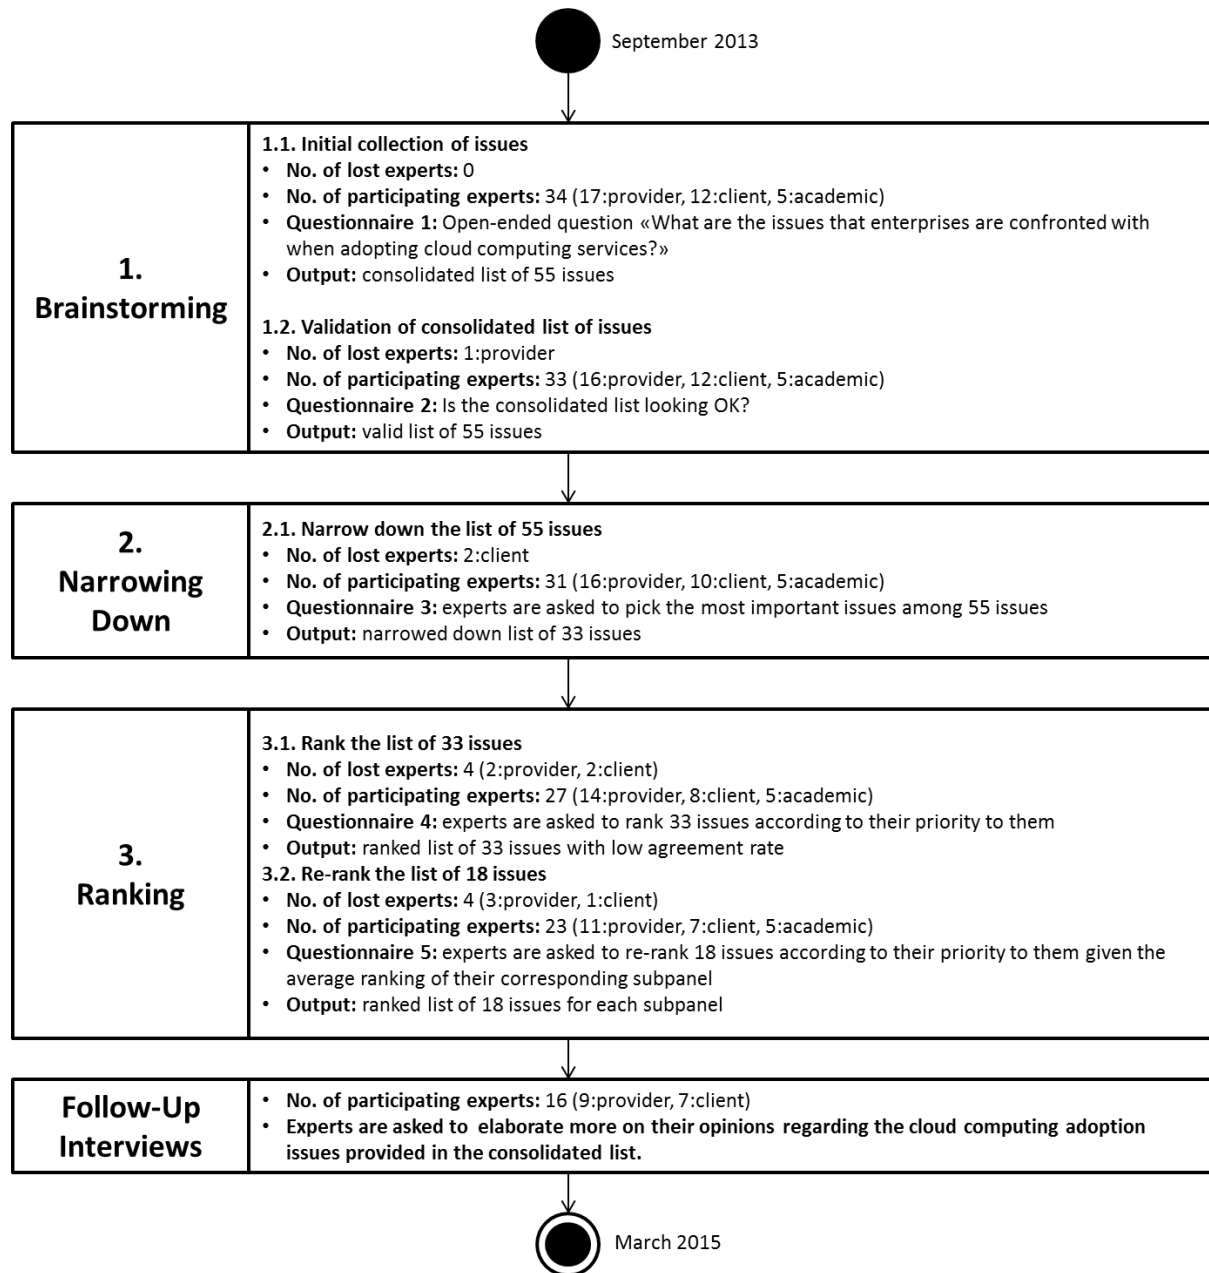 September 2013
1.
Brainstorming
1.1. Initial collection of issues
• No. of lost experts: 0
• No. of participating experts: 34 (17:provider, 12:client, 5:academic)
• Questionnaire 1: Open-ended question «What are the issues that enterprises are confronted with
when adopting cloud computing services?»
• Output: consolidated list of 55 issues
1.2. Validation of consolidated list of issues
• No. of lost experts: 1:provider
• No. of participating experts: 33 (16:provider, 12:client, 5:academic)
• Questionnaire 2: Is the consolidated list looking OK?
• Output: valid list of 55 issues
2.
Narrowing
Down
2.1. Narrow down the list of 55 issues
• No. of lost experts: 2:client
• No. of participating experts: 31 (16:provider, 10:client, 5:academic)
• Questionnaire 3: experts are asked to pick the most important issues among 55 issues
• Output: narrowed down list of 33 issues
3.
Ranking
3.1. Rank the list of 33 issues
• No. of lost experts: 4 (2:provider, 2:client)
• No. of participating experts: 27 (14:provider, 8:client, 5:academic)
• Questionnaire 4: experts are asked to rank 33 issues according to their priority to them
• Output: ranked list of 33 issues with low agreement rate
3.2. Re-rank the list of 18 issues
• No. of lost experts: 4 (3:provider, 1:client)
• No. of participating experts: 23 (11:provider, 7:client, 5:academic)
• Questionnaire 5: experts are asked to re-rank 18 issues according to their priority to them given the
average ranking of their corresponding subpanel
• Output: ranked list of 18 issues for each subpanel
Follow-Up
Interviews
• No. of participating experts: 16 (9:provider, 7:client)
• Experts are asked to elaborate more on their opinions regarding the cloud computing adoption
issues provided in the consolidated list.
March 2015